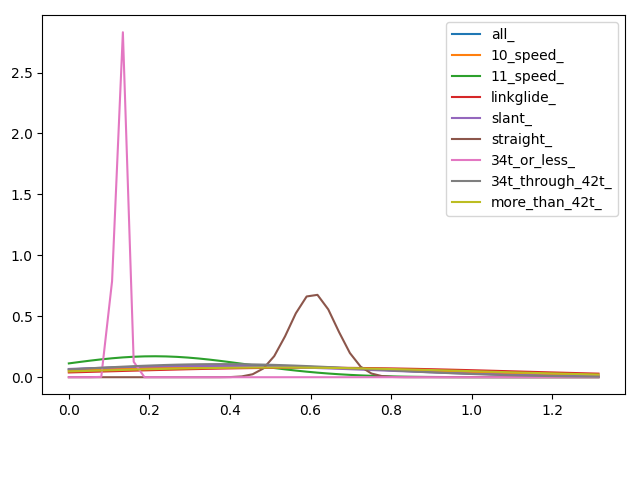 all_
10_speed_
11_speed_
linkglide_
slant_
straight_
34t_or_less_
34t_through_42t_
more_than_42t_
2.5
2.0
1.5
1.0
0.5
0.0
0.0 0.2 0.4 0.6 0.8 1.0 1.2